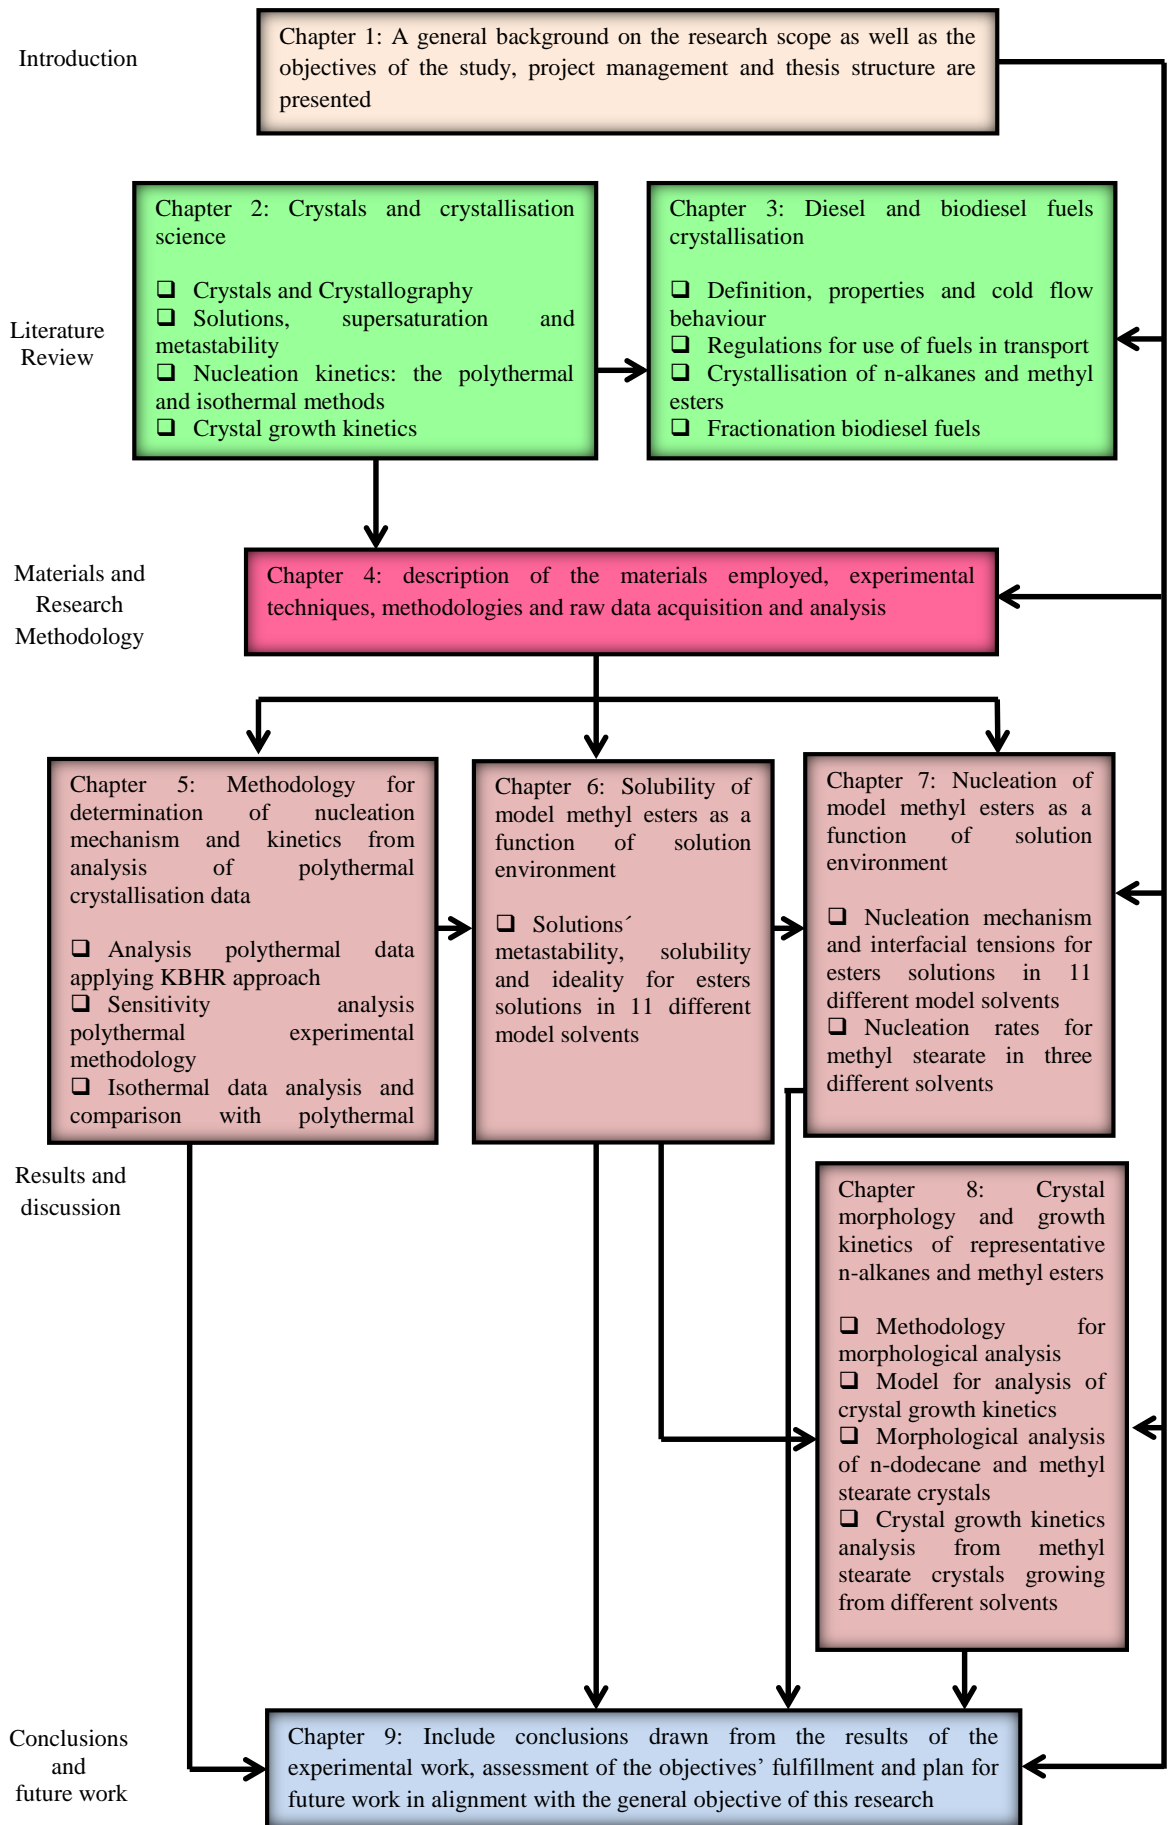 Introduction
Chapter 1: A general background on the research scope as well as the
objectives of the study, project management and thesis structure are
presented
Literature
Review
Chapter 2: Crystals and crystallisation
science
❑ Crystals and Crystallography
❑ Solutions, supersaturation and
metastability
❑ Nucleation kinetics: the polythermal
and isothermal methods
❑ Crystal growth kinetics
Chapter 3: Diesel and biodiesel fuels
crystallisation
❑ Definition, properties and cold flow
behaviour
❑ Regulations for use of fuels in transport
❑ Crystallisation of n-alkanes and methyl
esters
❑ Fractionation biodiesel fuels
Materials and
Research
Methodology
Chapter 4: description of the materials employed, experimental
techniques, methodologies and raw data acquisition and analysis
Chapter 5: Methodology for
determination of nucleation
mechanism and kinetics from
analysis of polythermal
crystallisation data
❑ Analysis polythermal data
applying KBHR approach
❑ Sensitivity analysis
polythermal experimental
methodology
❑ Isothermal data analysis and
comparison with polythermal
Chapter 6: Solubility of
model methyl esters as a
function of solution
environment
❑ Solutions´
metastability, solubility
and ideality for esters
solutions in 11 different
model solvents
Chapter 7: Nucleation of
model methyl esters as a
function of solution
environment
❑ Nucleation mechanism
and interfacial tensions for
esters solutions in 11
different model solvents
❑ Nucleation rates for
methyl stearate in three
different solvents
Results and
discussion
Chapter 8: Crystal
morphology and growth
kinetics of representative
n-alkanes and methyl esters
❑ Methodology for
morphological analysis
❑ Model for analysis of
crystal growth kinetics
❑ Morphological analysis
of n-dodecane and methyl
stearate crystals
❑ Crystal growth kinetics
analysis from methyl
stearate crystals growing
from different solvents
Conclusions
and
future work
Chapter 9: Include conclusions drawn from the results of the
experimental work, assessment of the objectives’ fulfillment and plan for
future work in alignment with the general objective of this research